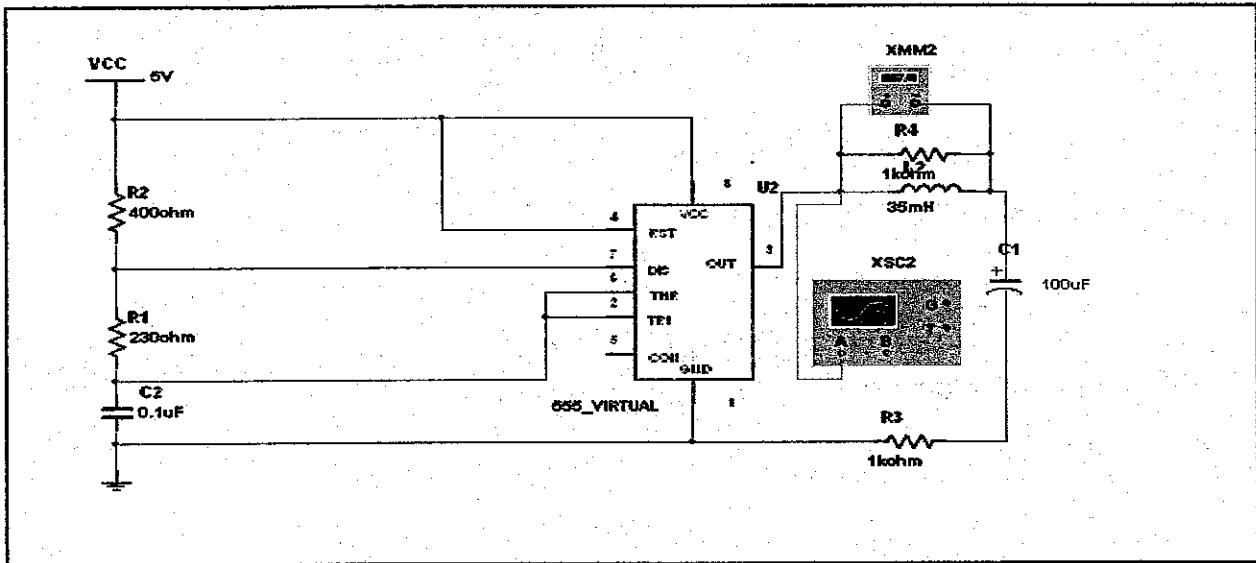 VCC
5V
XMM2
R4
1kohm
35mH
R2
400ohm
8
U2
VCC
4
RST
7
DIS
OUT
3
6
THR
2
TRI
5
CON
GND
XSC2
G
T
A
B
C1
+
100uF
R1
230ohm
C2
0.1uF
555_VIRTUAL
1
R3
1kohm